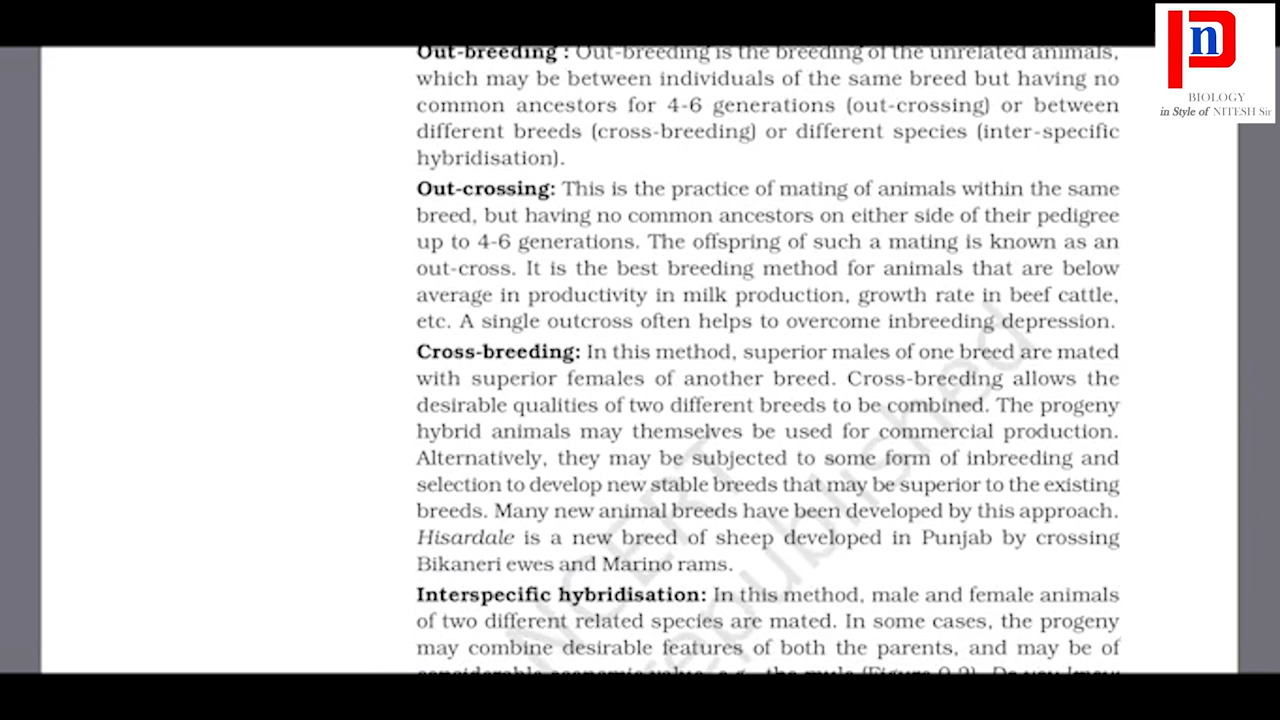 Out-breeding : Out-breeding is the breeding of the unrelated animals,
which may be between individuals of the same breed but having no
common ancestors for 4-6 generations (out-crossing) or between
different breeds (cross-breeding) or different species (inter-specific
hybridisation).
Out-crossing: This is the practice of mating of animals within the same
breed, but having no common ancestors on either side of their pedigree
up to 4-6 generations. The offspring of such a mating is known as an
out-cross. It is the best breeding method for animals that are below
average in productivity in milk production, growth rate in beef cattle,
etc. A single outcross often helps to overcome inbreeding depression.
Cross-breeding: In this method, superior males of one breed are mated
with superior females of another breed. Cross-breeding allows the
desirable qualities of two different breeds to be combined. The progeny
hybrid animals may themselves be used for commercial production.
Alternatively, they may be subjected to some form of inbreeding and
selection to develop new stable breeds that may be superior to the existing
breeds. Many new animal breeds have been developed by this approach.
Hisardale is a new breed of sheep developed in Punjab by crossing
Bikaneri ewes and Marino rams.
Interspecific hybridisation: In this method, male and female animals
of two different related species are mated. In some cases, the progeny
may combine desirable features of both the parents, and may be of
considerable economic value, e.g., the mule (Figure 9.2). Do you know
n
BIOLOGY
in Style of NITESH Sir
NCERT
republished